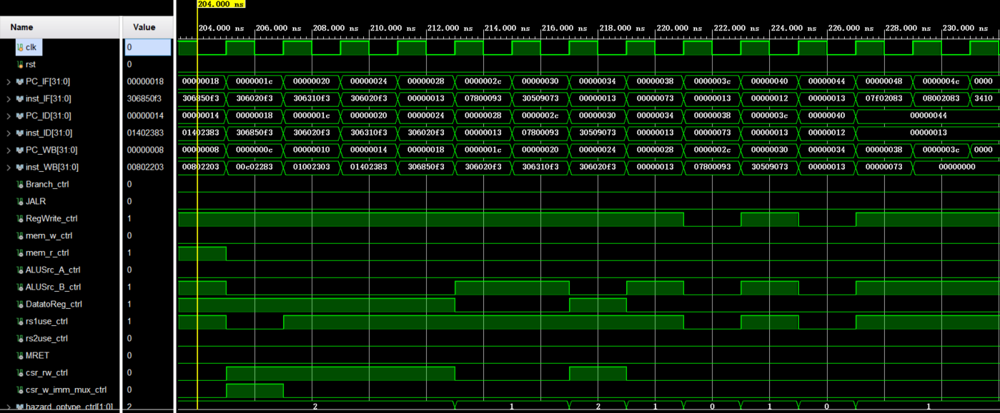 204.000 ns
Name Value 204.000 ns 206.000 ns 208.000 ns 210.000 ns 212.000 ns 214.000 ns 216.000 ns 218.000 ns 220.000 ns 222.000 ns 224.000 ns 226.000 ns 228.000 ns 230.000 ns
clk 0
rst 0
PC_IF[31:0] 00000018 00000018 0000001c 00000020 00000024 00000028 0000002c 00000030 00000034 00000038 0000003c 00000040 00000044 00000048 0000004c 0000
inst_IF[31:0] 306850f3 306850f3 306020f3 306310f3 306020f3 00000013 07800093 30509073 00000013 00000073 00000013 00000012 00000013 07f02083 08002083 3410
PC_ID[31:0] 00000014 00000014 00000018 0000001c 00000020 00000024 00000028 0000002c 00000030 00000034 00000038 0000003c 00000040 00000044
inst_ID[31:0] 01402383 01402383 306850f3 306020f3 306310f3 306020f3 00000013 07800093 30509073 00000013 00000073 00000013 00000012 00000013
PC_WB[31:0] 00000008 00000008 0000000c 00000010 00000014 00000018 0000001c 00000020 00000024 00000028 0000002c 00000030 00000034 00000038 0000003c 0000
inst_WB[31:0] 00802203 00802203 00c02283 01002303 01402383 306850f3 306020f3 306310f3 306020f3 00000013 07800093 30509073 00000013 00000073 00000000
Branch_ctrl 0
JALR 0
RegWrite_ctrl 1
mem_w_ctrl 0
mem_r_ctrl 1
ALUSrc_A_ctrl 0
ALUSrc_B_ctrl 1
DatatoReg_ctrl 1
rs1use_ctrl 1
rs2use_ctrl 0
MRET 0
csr_rw_ctrl 0
csr_w_imm_mux_ctrl 0
hazard_optype_ctrl[1:0] 2 2 1 2 1 0 1 0 1